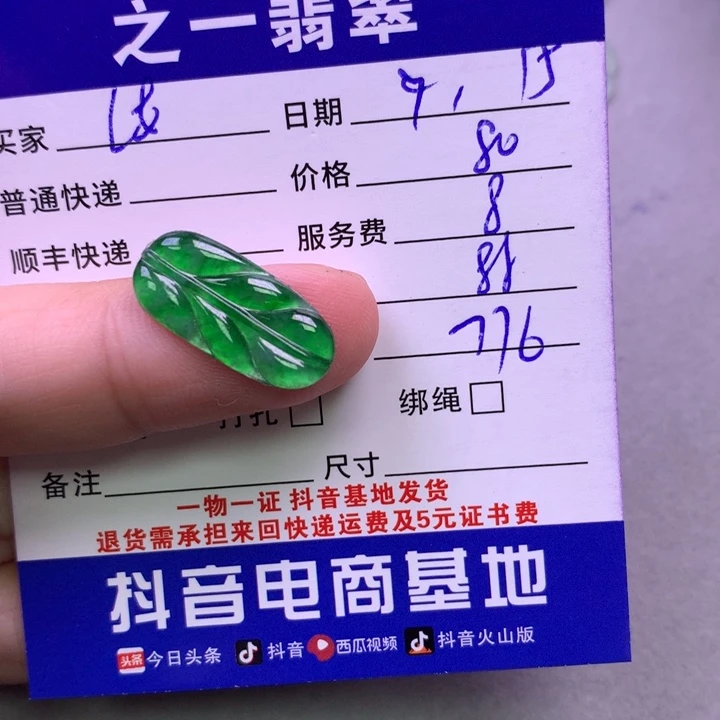 之一翡翠
买家
日期 7, 15
普通快递 价格 80
顺丰快递 服务费 8
88
776
打孔 绑绳
备注 尺寸
一物一证 抖音基地发货
退货需承担来回快递运费及5元证书费
抖音电商基地
头条 今日头条 抖音 西瓜视频 抖音火山版